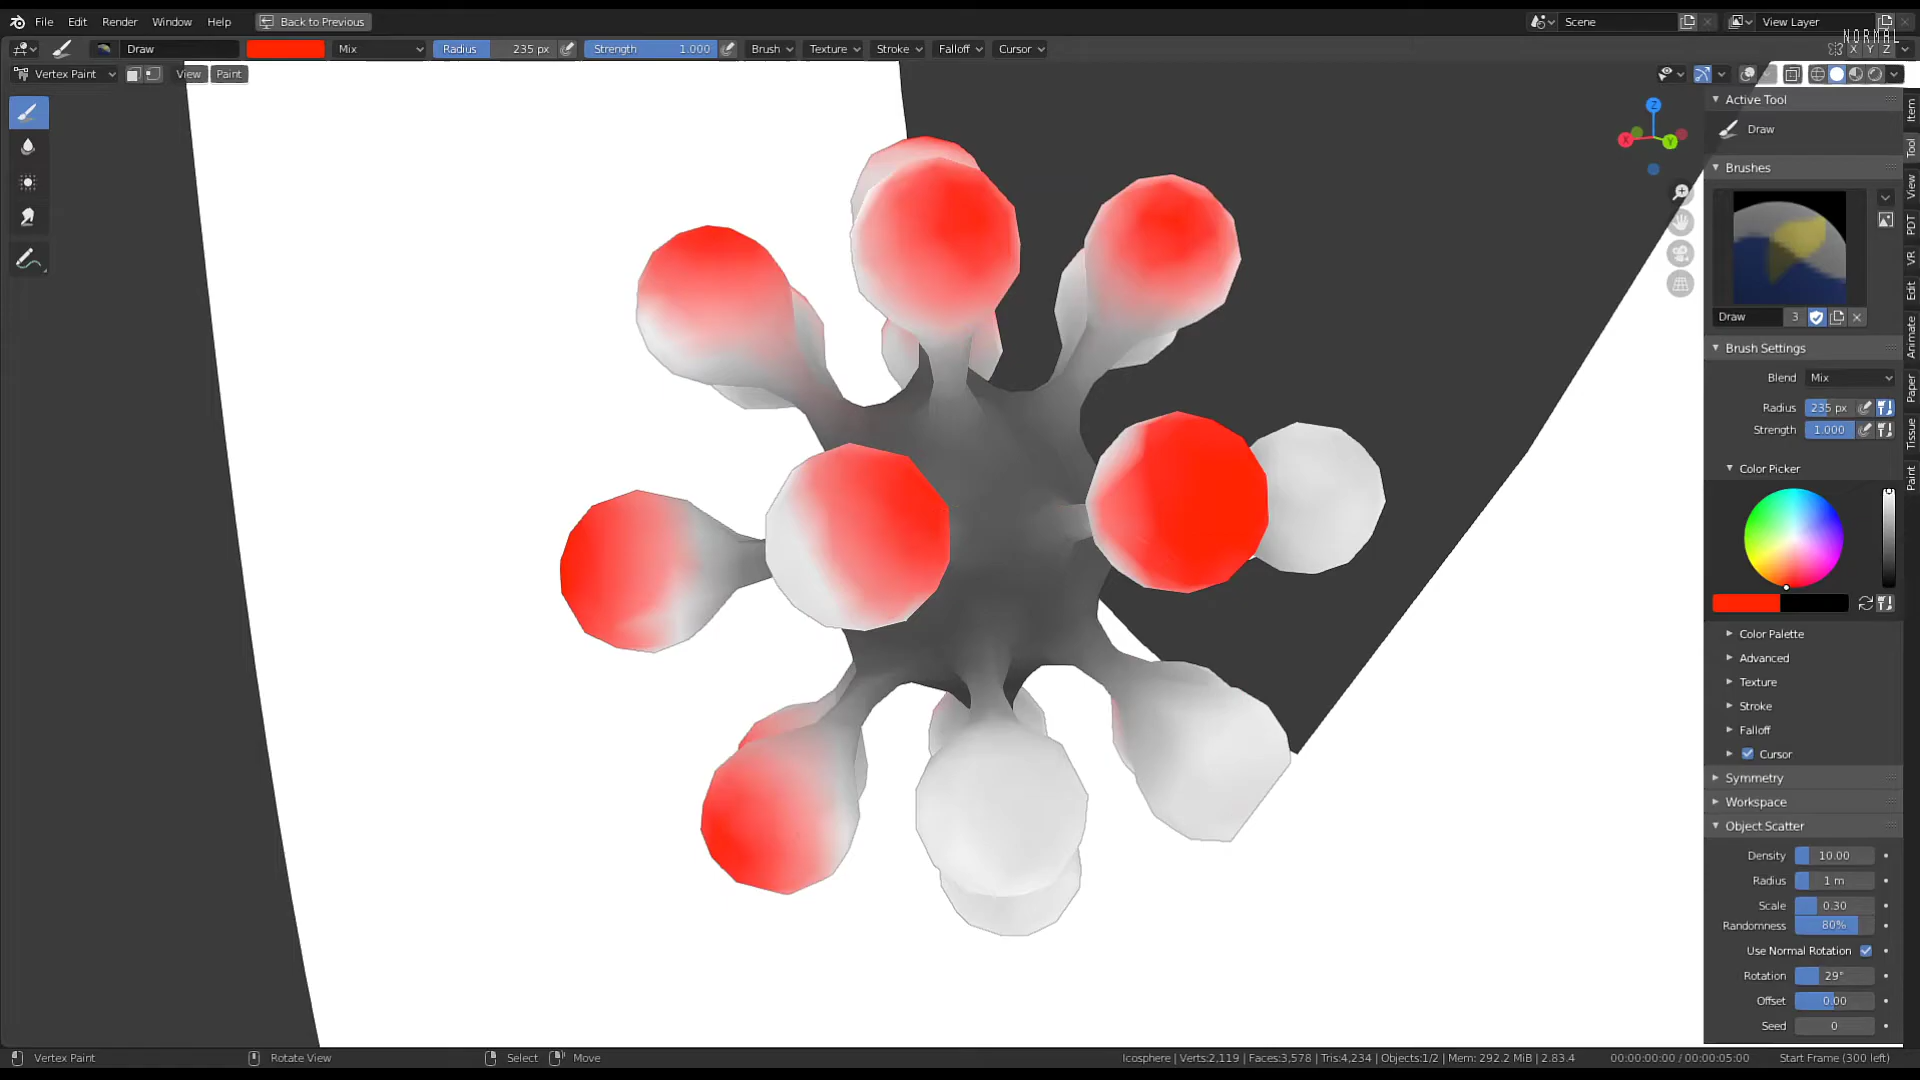 File Edit Render Window Help Back to Previous Scene View Layer
NORMAL
Draw Mix Radius 235 px Strength 1.000 Brush Texture Stroke Falloff Cursor X Y Z
Vertex Paint View Paint
Z
X Y
Active Tool
Draw
Brushes
Draw 3
Brush Settings
Blend Mix
Radius 235 px
Strength 1.000
Color Picker
Color Palette
Advanced
Texture
Stroke
Falloff
Cursor
Symmetry
Workspace
Object Scatter
Density 10.00
Radius 1 m
Scale 0.30
Randomness 80%
Use Normal Rotation
Rotation 29°
Offset 0.00
Seed 0
Item
Tool
View
PDT
VR
Edit
Animate
Paper
Tissue
Paint
Vertex Paint Rotate View Select Move Icosphere | Verts:2,119 | Faces:3,578 | Tris:4,234 | Objects:1/2 | Mem: 292.2 MiB | 2.83.4 00:00:00:00 / 00:00:05:00 Start Frame (300 left)